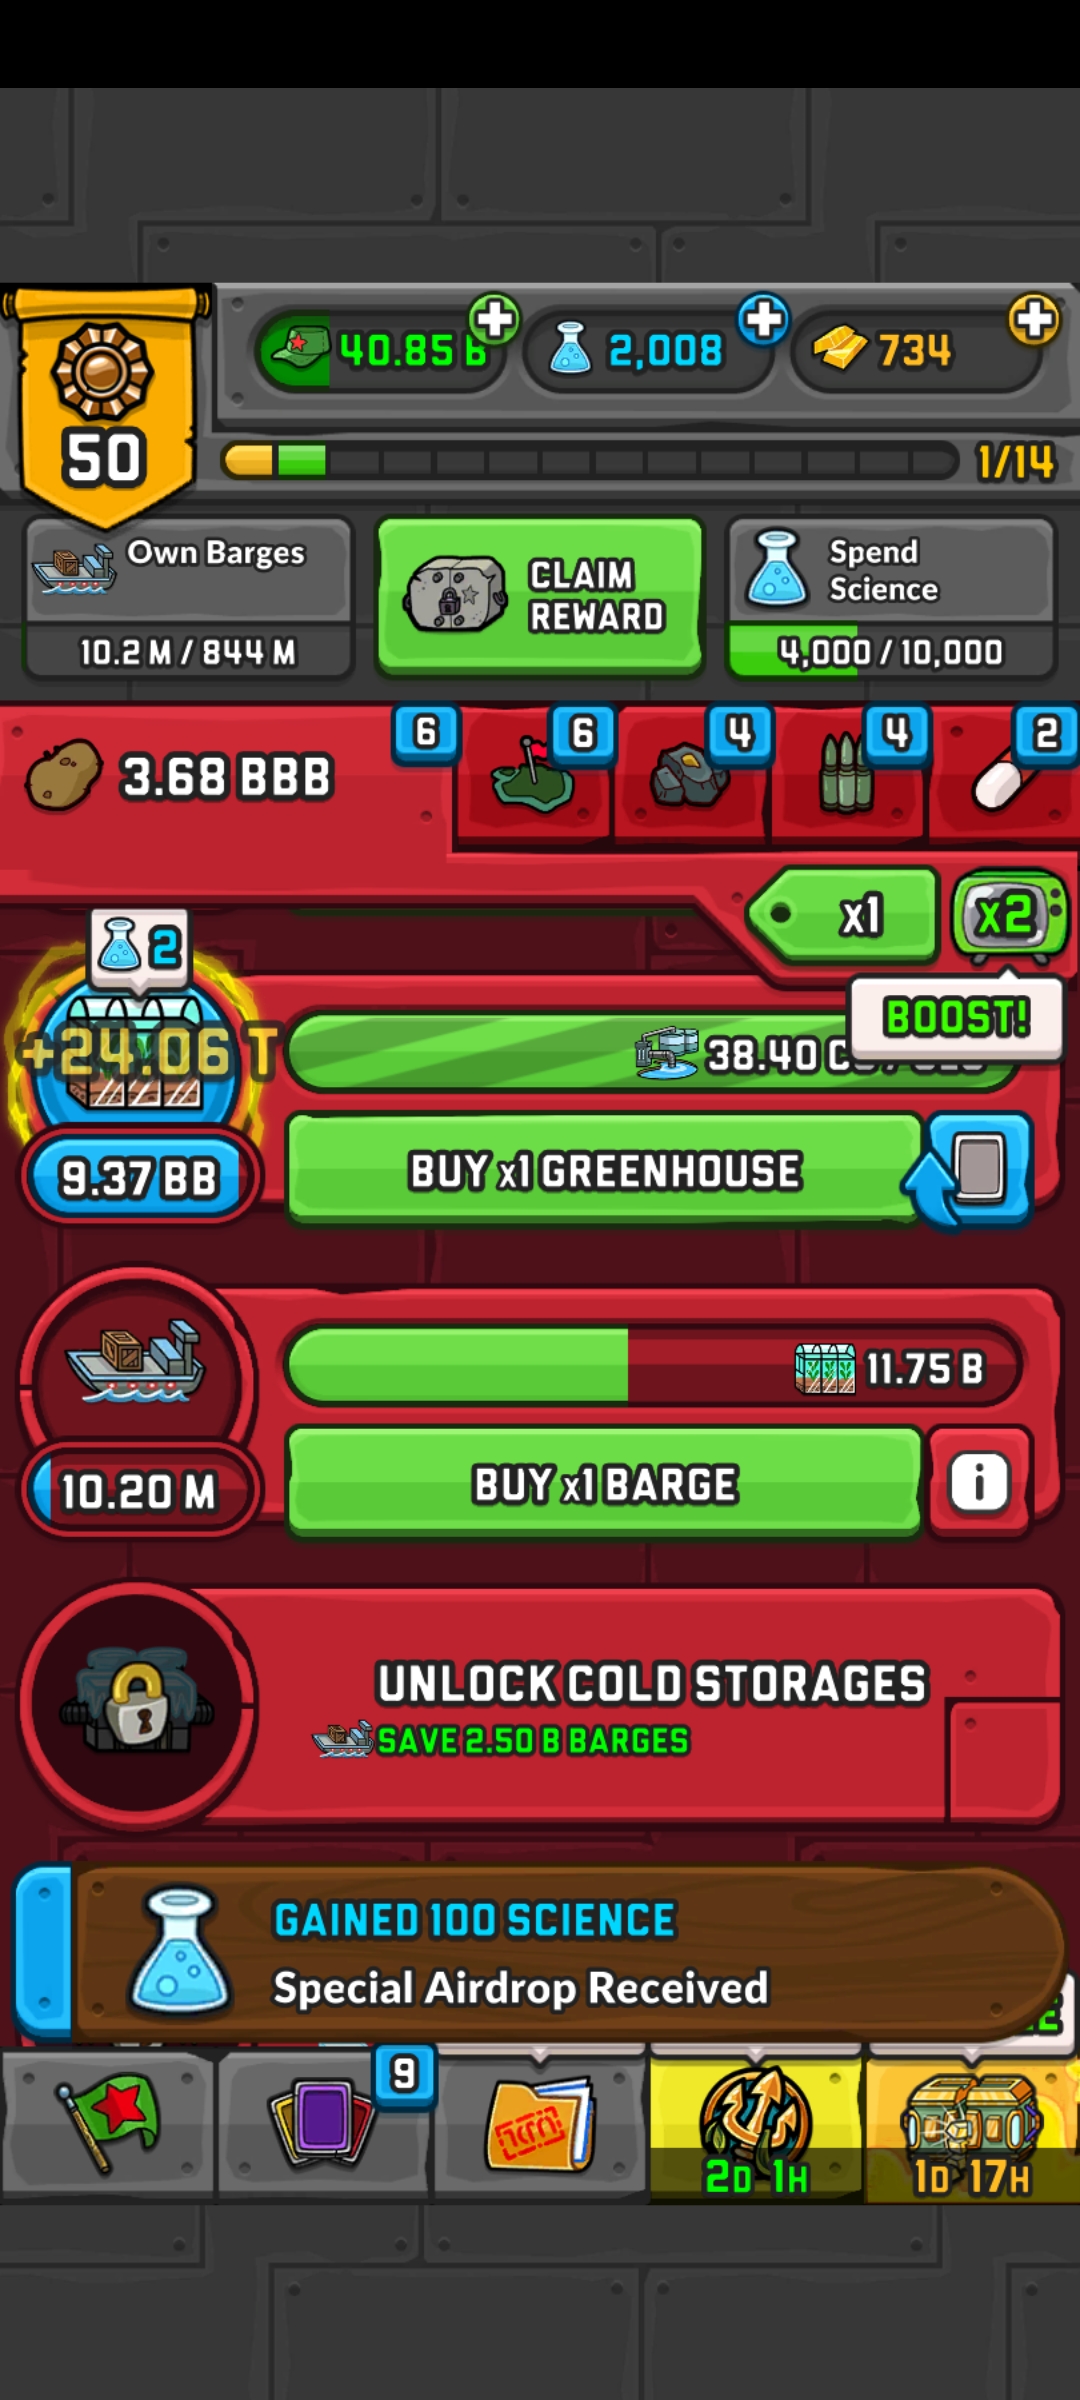 40.85 B
2,008
734
50
1/14
Own Barges
10.2 M / 844 M
CLAIM
REWARD
Spend
Science
4,000 / 10,000
3.68 BBB
6
6
4
4
2
x1
x2
BOOST!
2
+24.06 T
38.40 C
9.37 BB
BUY x1 GREENHOUSE
11.75 B
10.20 M
BUY x1 BARGE
i
UNLOCK COLD STORAGES
SAVE 2.50 B BARGES
GAINED 100 SCIENCE
Special Airdrop Received
9
2D 1H
1D 17H